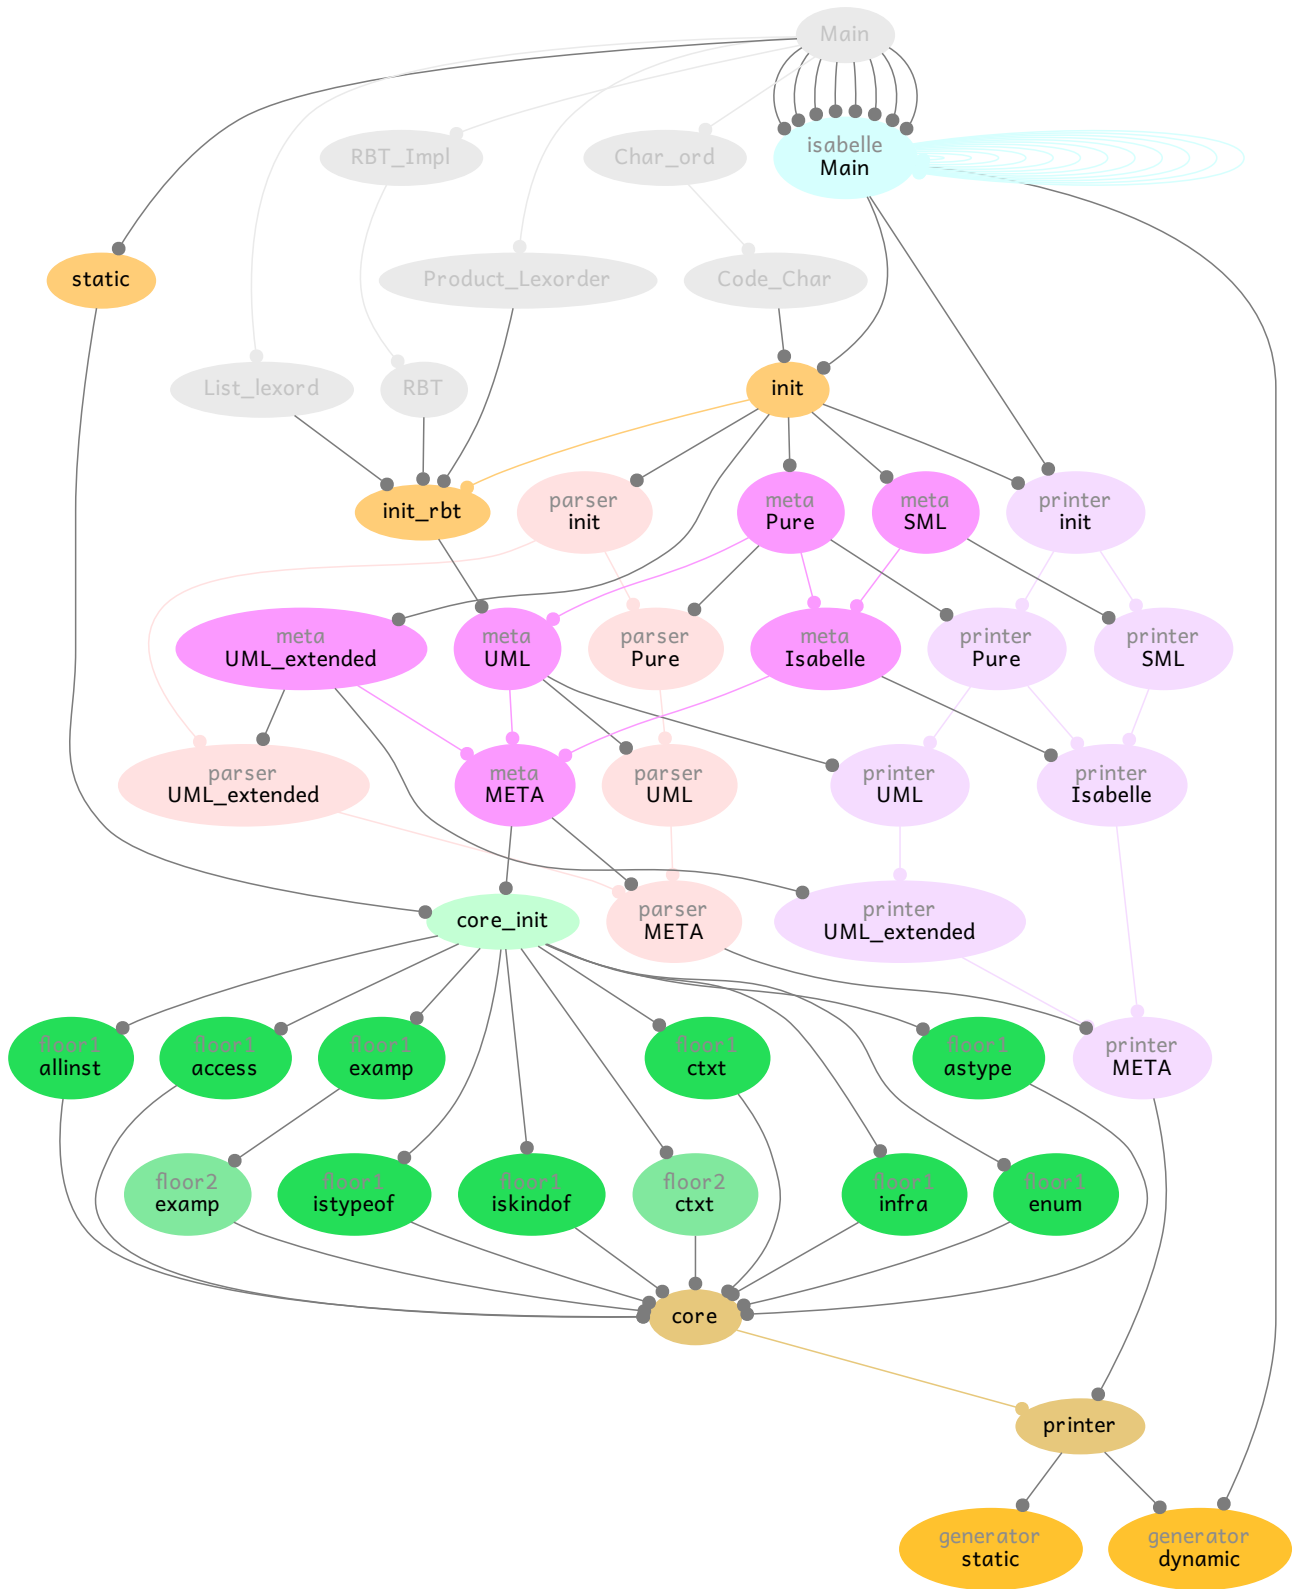 Main
RBT_Impl
Char_ord
isabelle
Main
static
Product_Lexorder
Code_Char
List_lexord
RBT
init
init_rbt
parser
init
meta
Pure
meta
SML
printer
init
meta
UML_extended
meta
UML
parser
Pure
meta
Isabelle
printer
Pure
printer
SML
parser
UML_extended
meta
META
parser
UML
printer
UML
printer
Isabelle
core_init
parser
META
printer
UML_extended
floor1
allinst
floor1
access
floor1
examp
floor1
ctxt
floor1
astype
printer
META
floor2
examp
floor1
istypeof
floor1
iskindof
floor2
ctxt
floor1
infra
floor1
enum
core
printer
generator
static
generator
dynamic